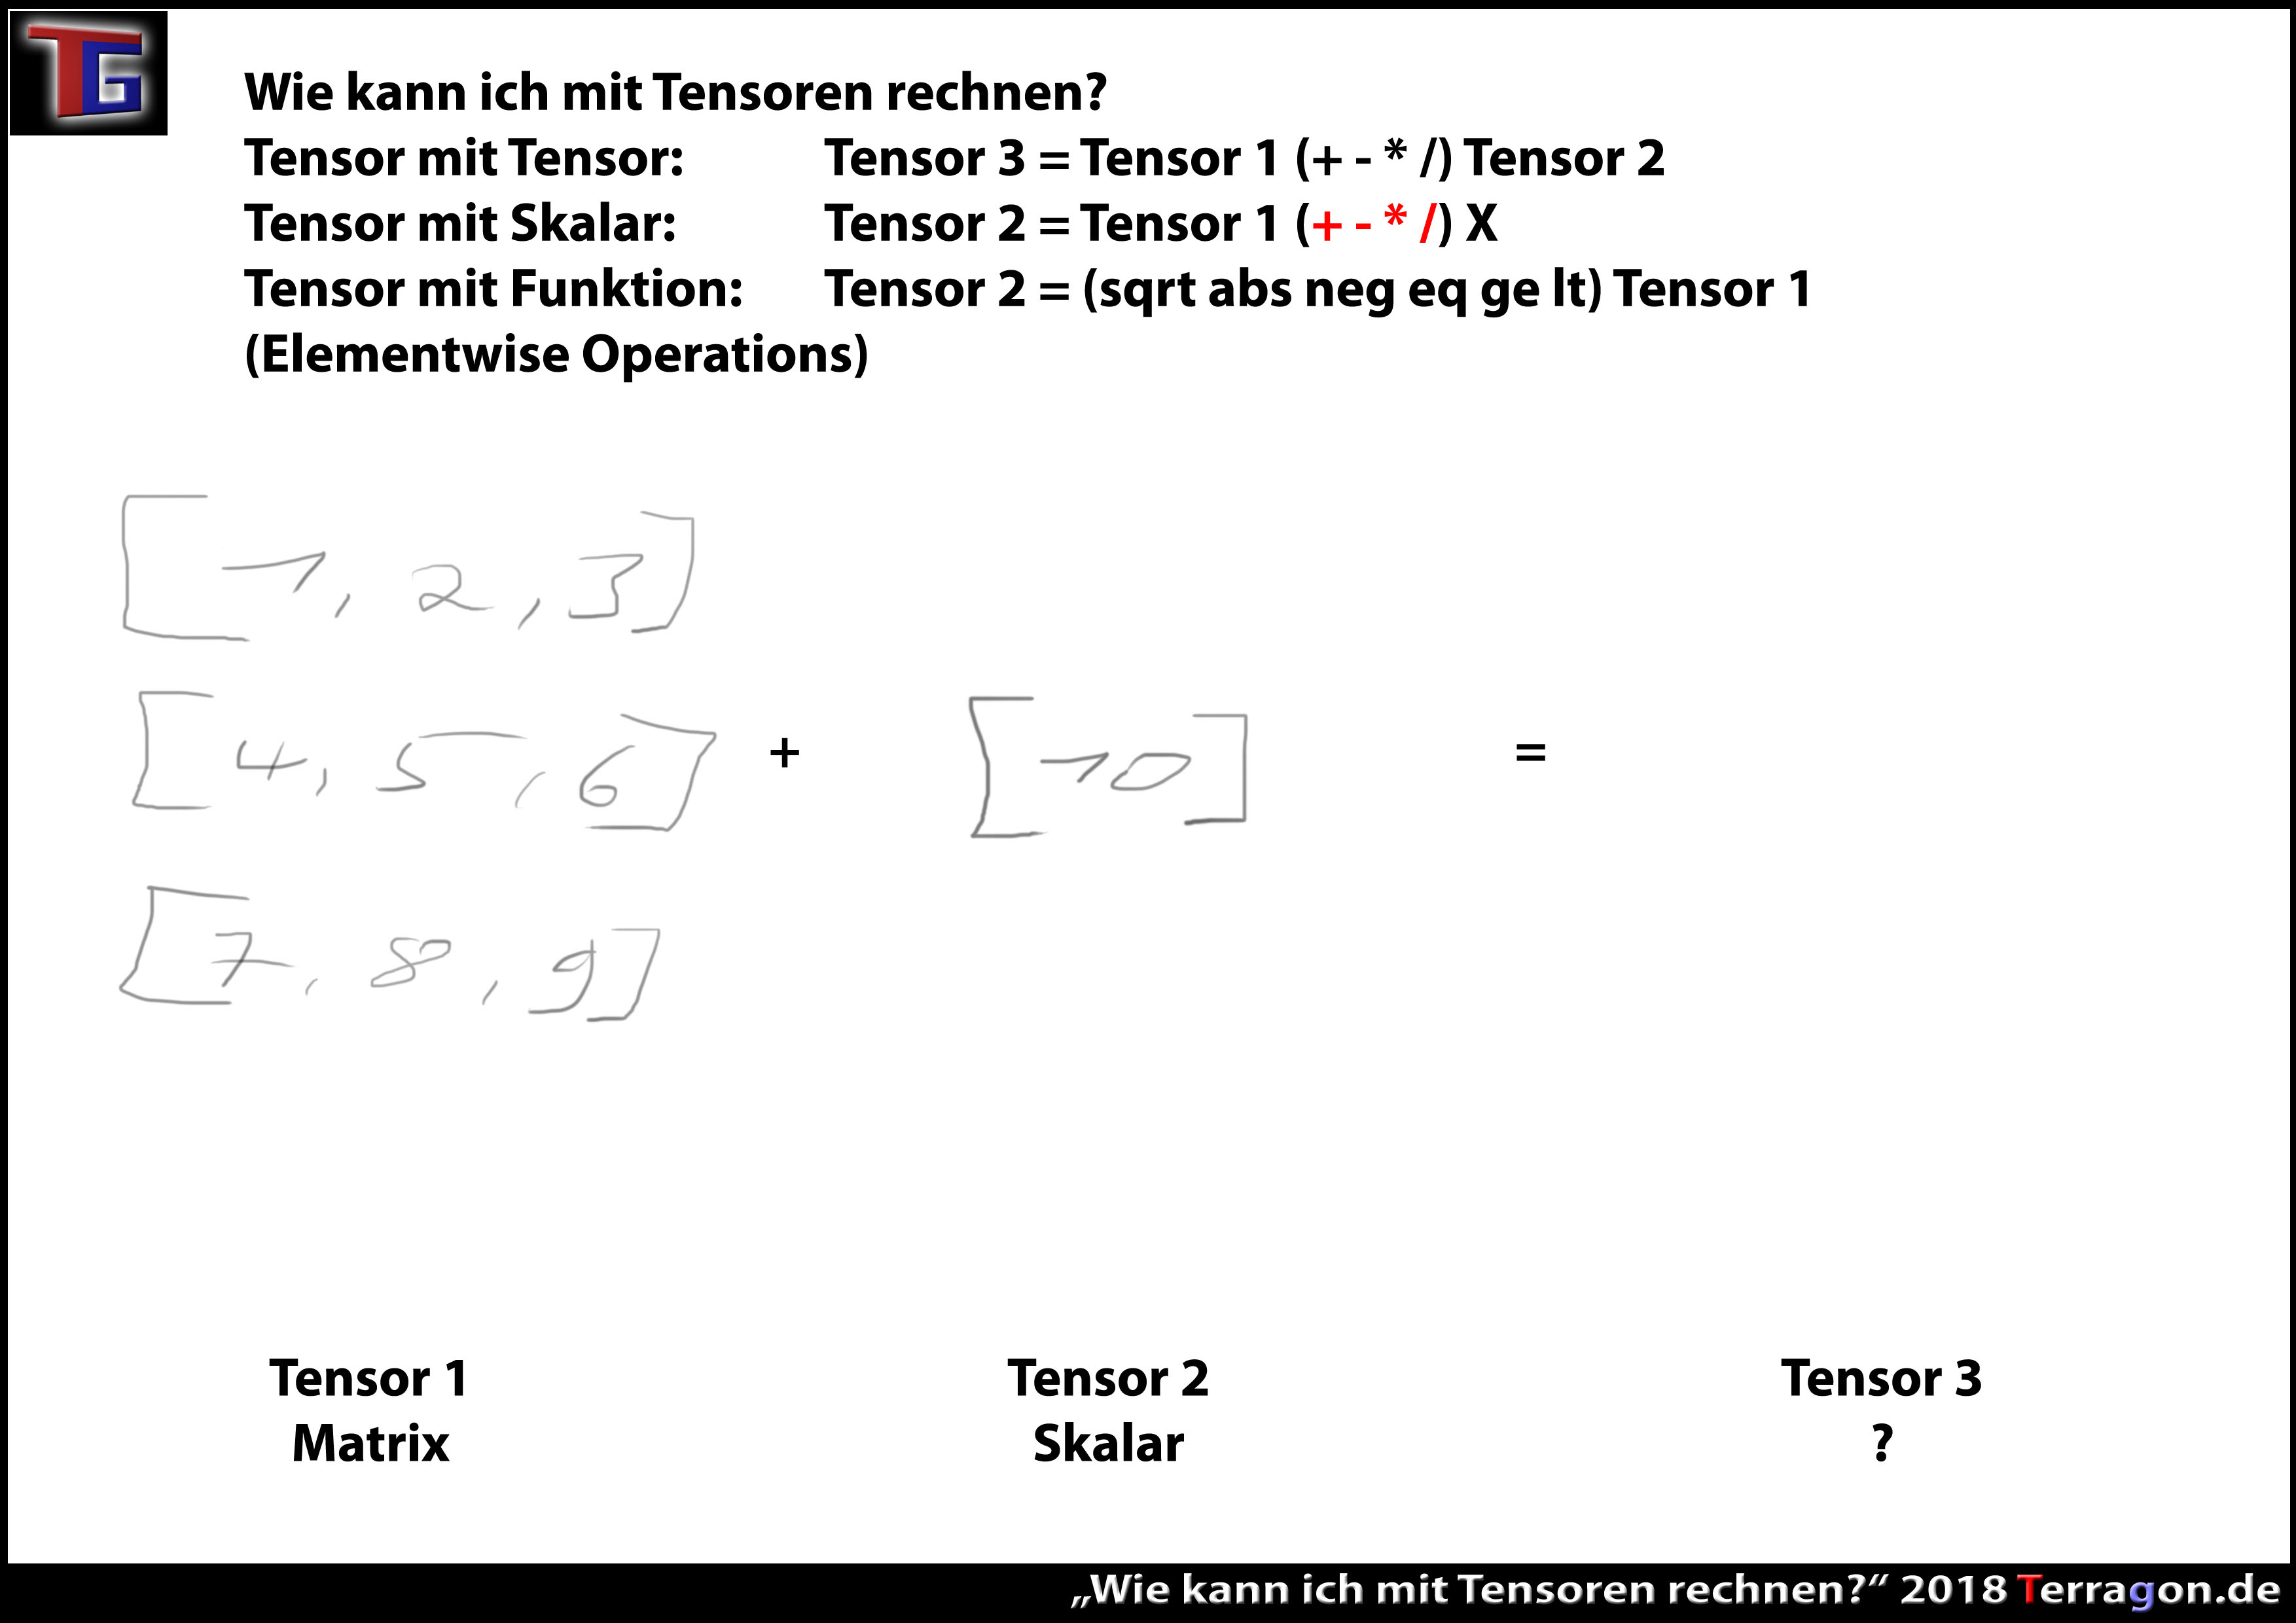 TG
Wie kann ich mit Tensoren rechnen?
Tensor mit Tensor: Tensor 3 = Tensor 1 (+ - * /) Tensor 2
Tensor mit Skalar: Tensor 2 = Tensor 1 (+ - * /) X
Tensor mit Funktion: Tensor 2 = (sqrt abs neg eq ge lt) Tensor 1
(Elementwise Operations)
[1, 2, 3]
[4, 5, 6] + [10] =
[7, 8, 9]
Tensor 1 Tensor 2 Tensor 3
Matrix Skalar ?
„Wie kann ich mit Tensoren rechnen?“ 2018 Terragon.de